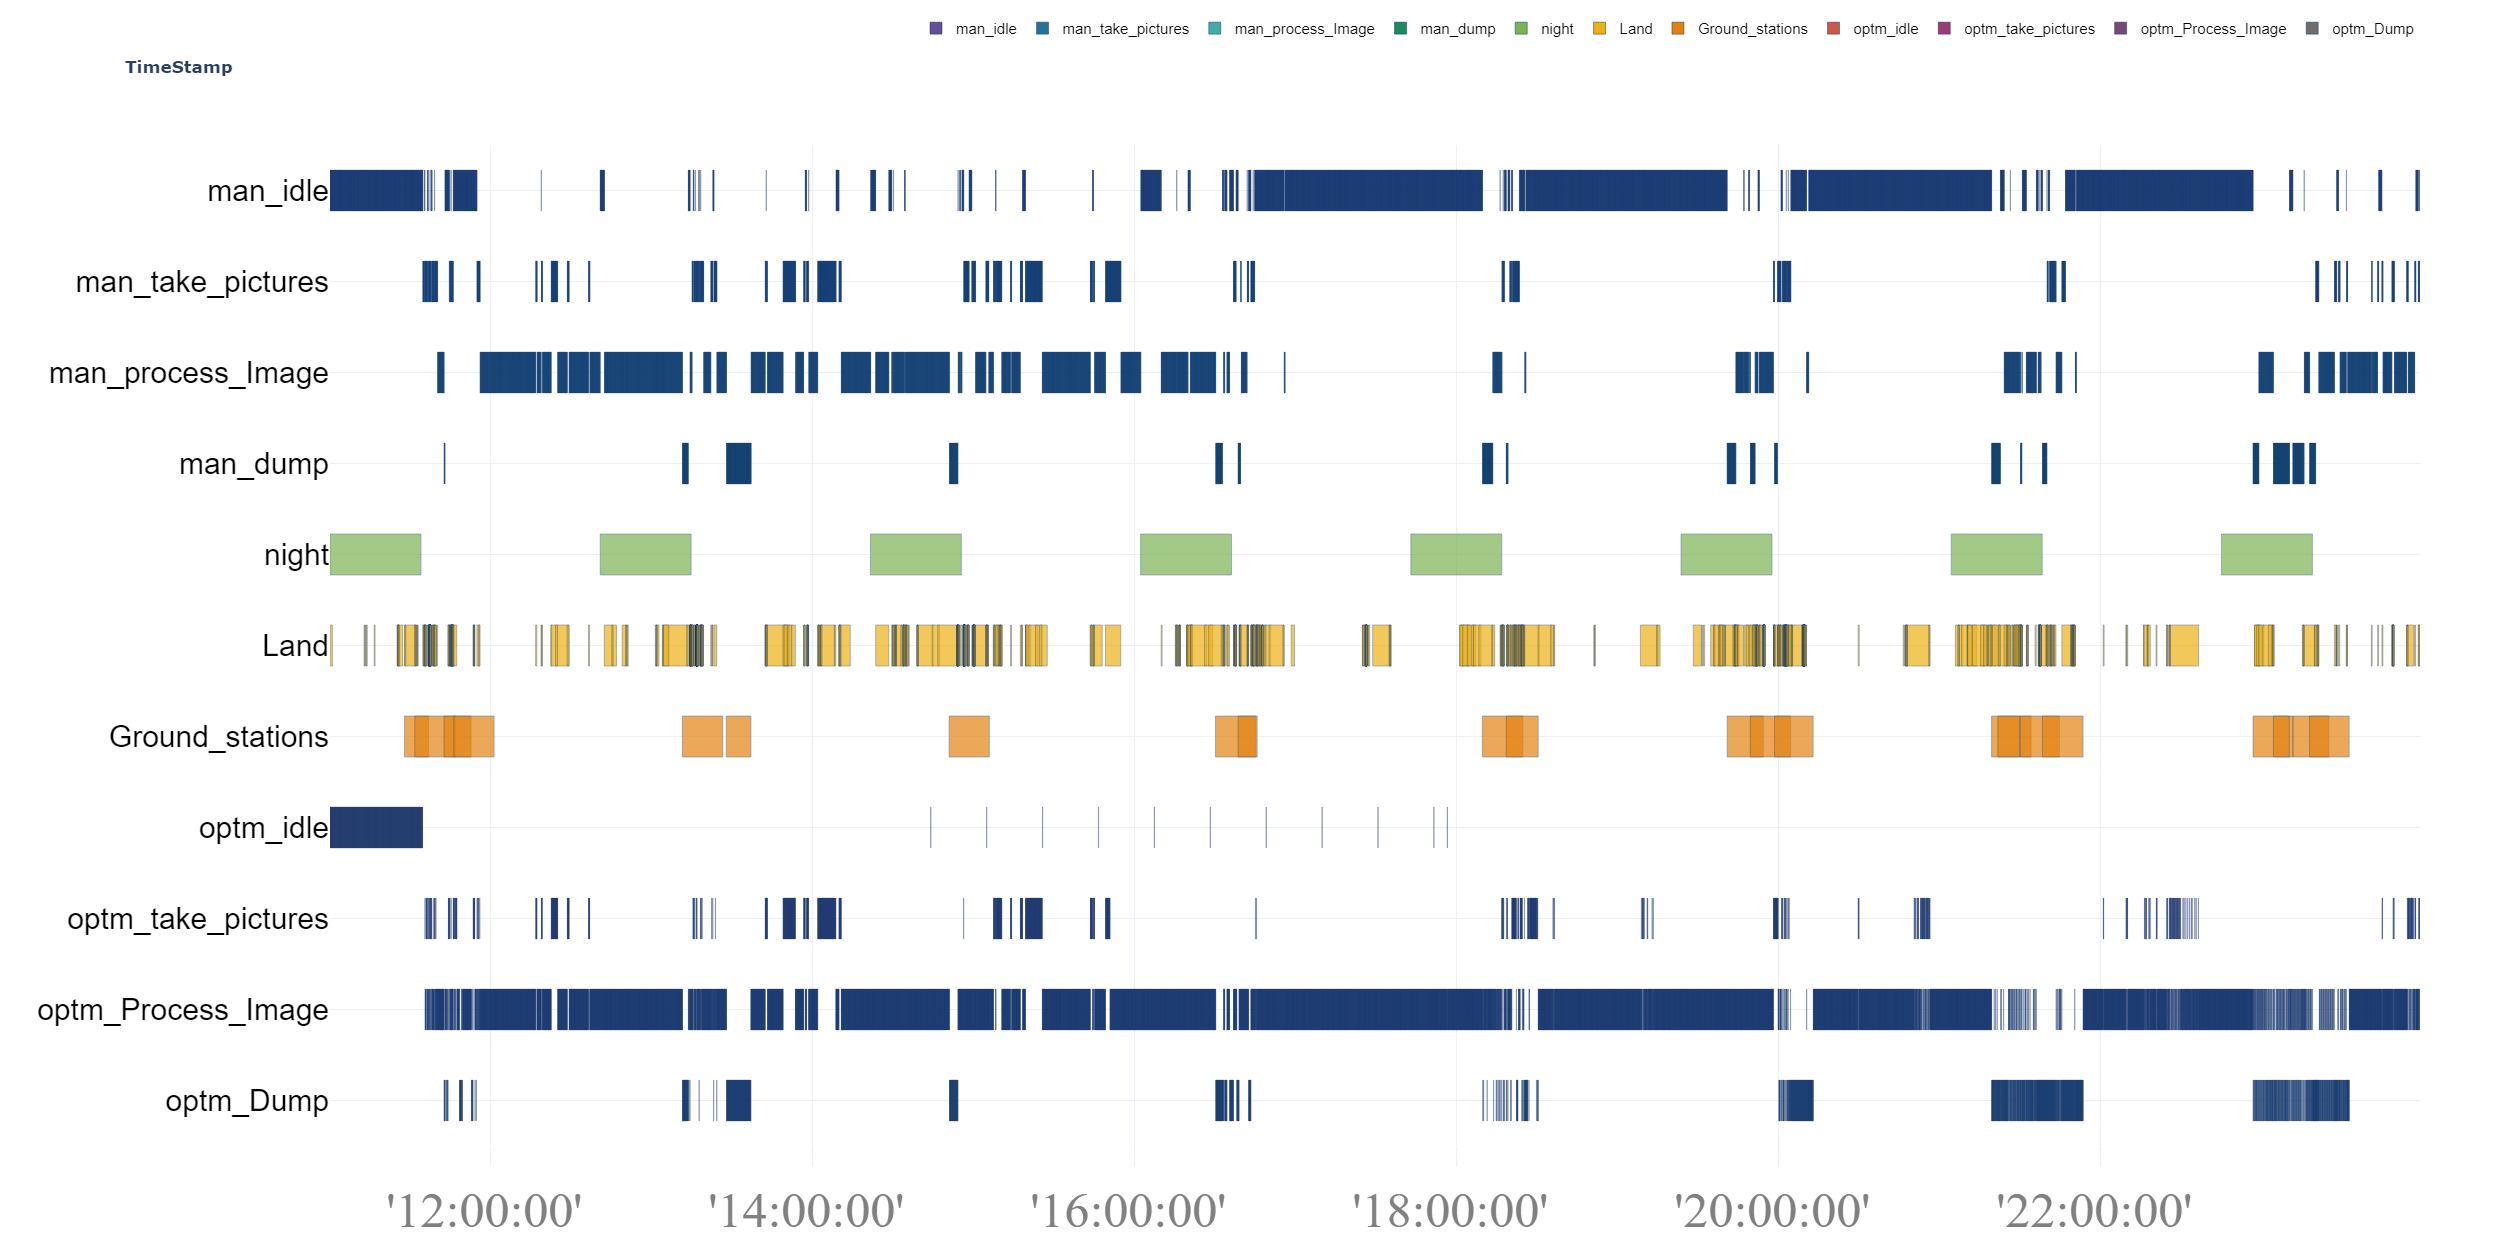 man_idle man_take_pictures man_process_Image man_dump night Land Ground_stations optm_idle optm_take_pictures optm_Process_Image optm_Dump
TimeStamp
man_idle
man_take_pictures
man_process_Image
man_dump
night
Land
Ground_stations
optm_idle
optm_take_pictures
optm_Process_Image
optm_Dump
'12:00:00' '14:00:00' '16:00:00' '18:00:00' '20:00:00' '22:00:00'